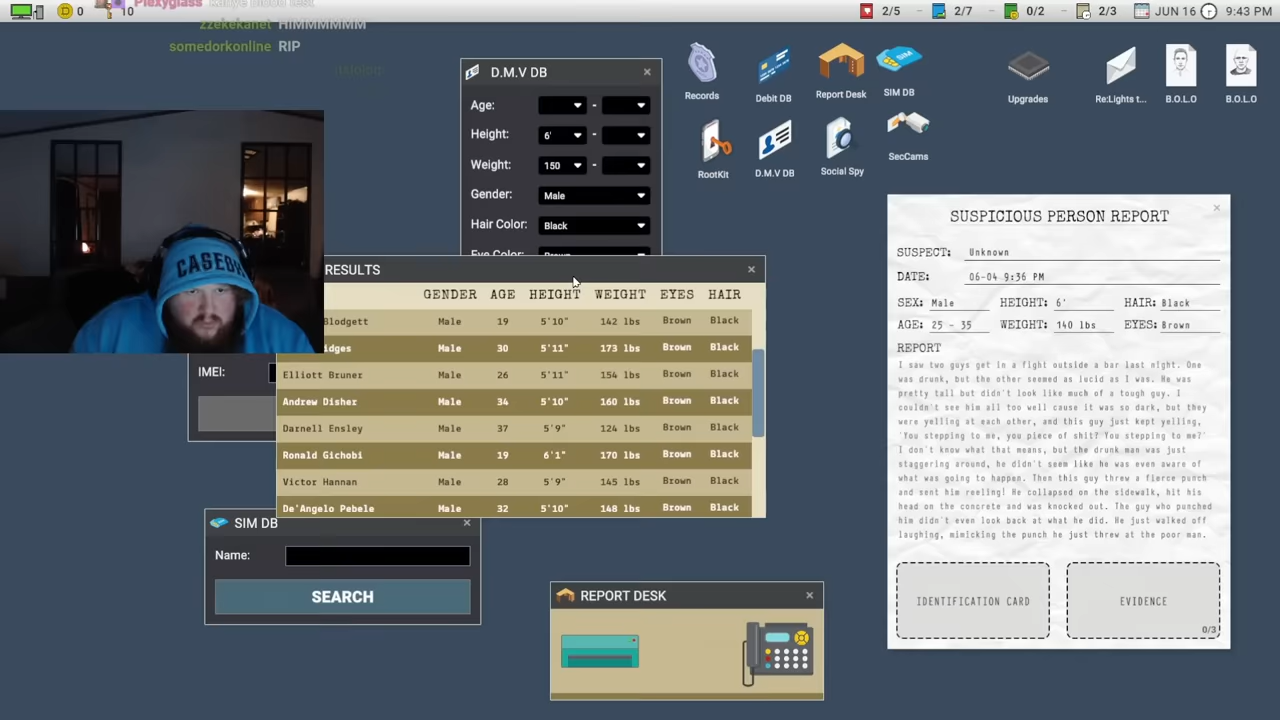 0
10
2/5
2/7
0/2
2/3
JUN 16
9:43 PM
Plexyglass
zzekekanet HIMMMMMM
somedorkonline RIP
Records
Debit DB
Report Desk
SIM DB
Upgrades
Re:Lights t...
B.O.L.O
B.O.L.O
RootKit
D.M.V DB
Social Spy
SecCams
D.M.V DB
Age: -
Height: 6' -
Weight: 150 -
Gender: Male
Hair Color: Black
CASEOH
RESULTS
GENDER AGE HEIGHT WEIGHT EYES HAIR
Blodgett Male 19 5'10" 142 lbs Brown Black
idges Male 30 5'11" 173 lbs Brown Black
Elliott Bruner Male 26 5'11" 154 lbs Brown Black
Andrew Disher Male 34 5'10" 160 lbs Brown Black
Darnell Ensley Male 37 5'9" 124 lbs Brown Black
Ronald Gichobi Male 19 6'1" 170 lbs Brown Black
Victor Hannan Male 28 5'9" 145 lbs Brown Black
De'Angelo Pebele Male 32 5'10" 148 lbs Brown Black
IMEI:
SIM DB
Name:
SEARCH
REPORT DESK
SUSPICIOUS PERSON REPORT
SUSPECT: Unknown
DATE: 06-04 9:36 PM
SEX: Male HEIGHT: 6' HAIR: Black
AGE: 25 - 35 WEIGHT: 140 lbs EYES: Brown
REPORT
I saw two guys get in a fight outside a bar last night. One
was drunk, but the other seemed as lucid as I was. He was
pretty tall but didn't look like much of a tough guy. I
couldn't see him all too well cause it was so dark, but they
were yelling at each other, and this guy just kept yelling,
'You stepping to me, you piece of shit? You stepping to me?'
I don't know what that means, but the drunk man was just
staggering around, he didn't seem like he was even aware of
what was going to happen. Then this guy threw a fierce punch
and sent him reeling! He collapsed on the sidewalk, hit his
head on the concrete and was knocked out. The guy who punched
him didn't even look back at what he did. He just walked off
laughing, mimicking the punch he just threw at the poor man.
IDENTIFICATION CARD
EVIDENCE
0/3